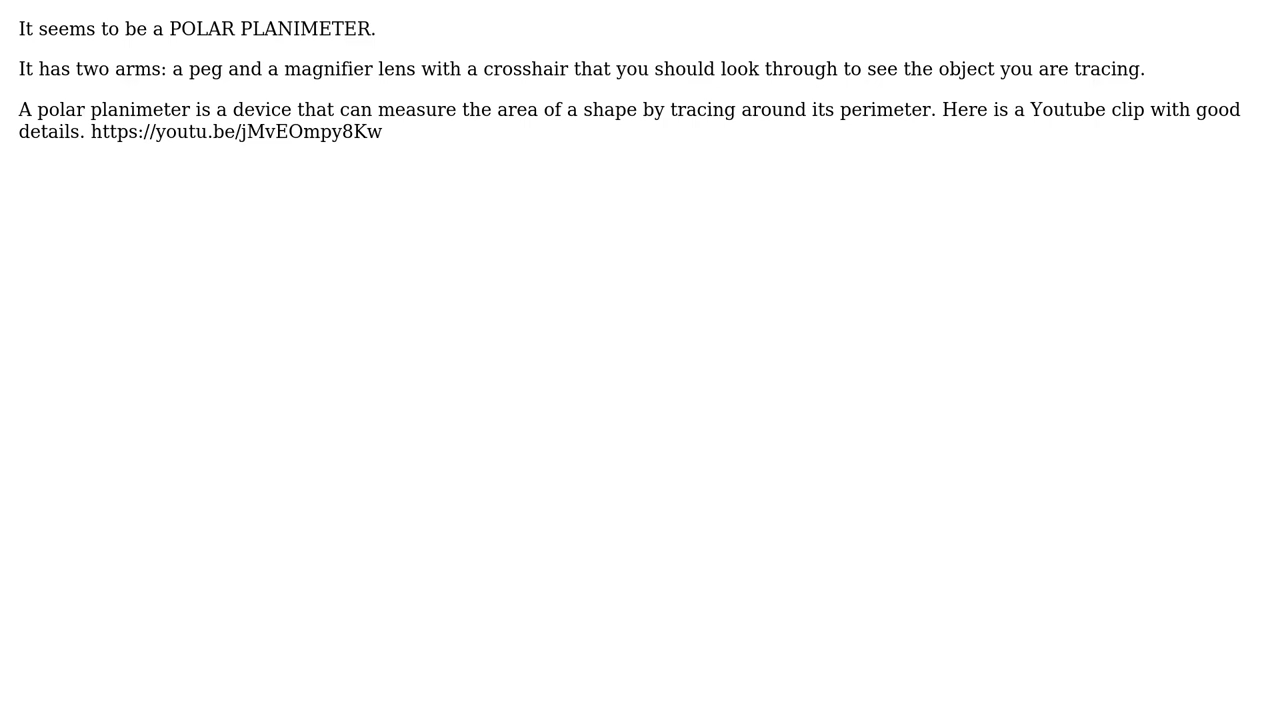 It seems to be a POLAR PLANIMETER.
It has two arms: a peg and a magnifier lens with a crosshair that you should look through to see the object you are tracing.
A polar planimeter is a device that can measure the area of a shape by tracing around its perimeter. Here is a Youtube clip with good
details. https://youtu.be/jMvEOmpy8Kw